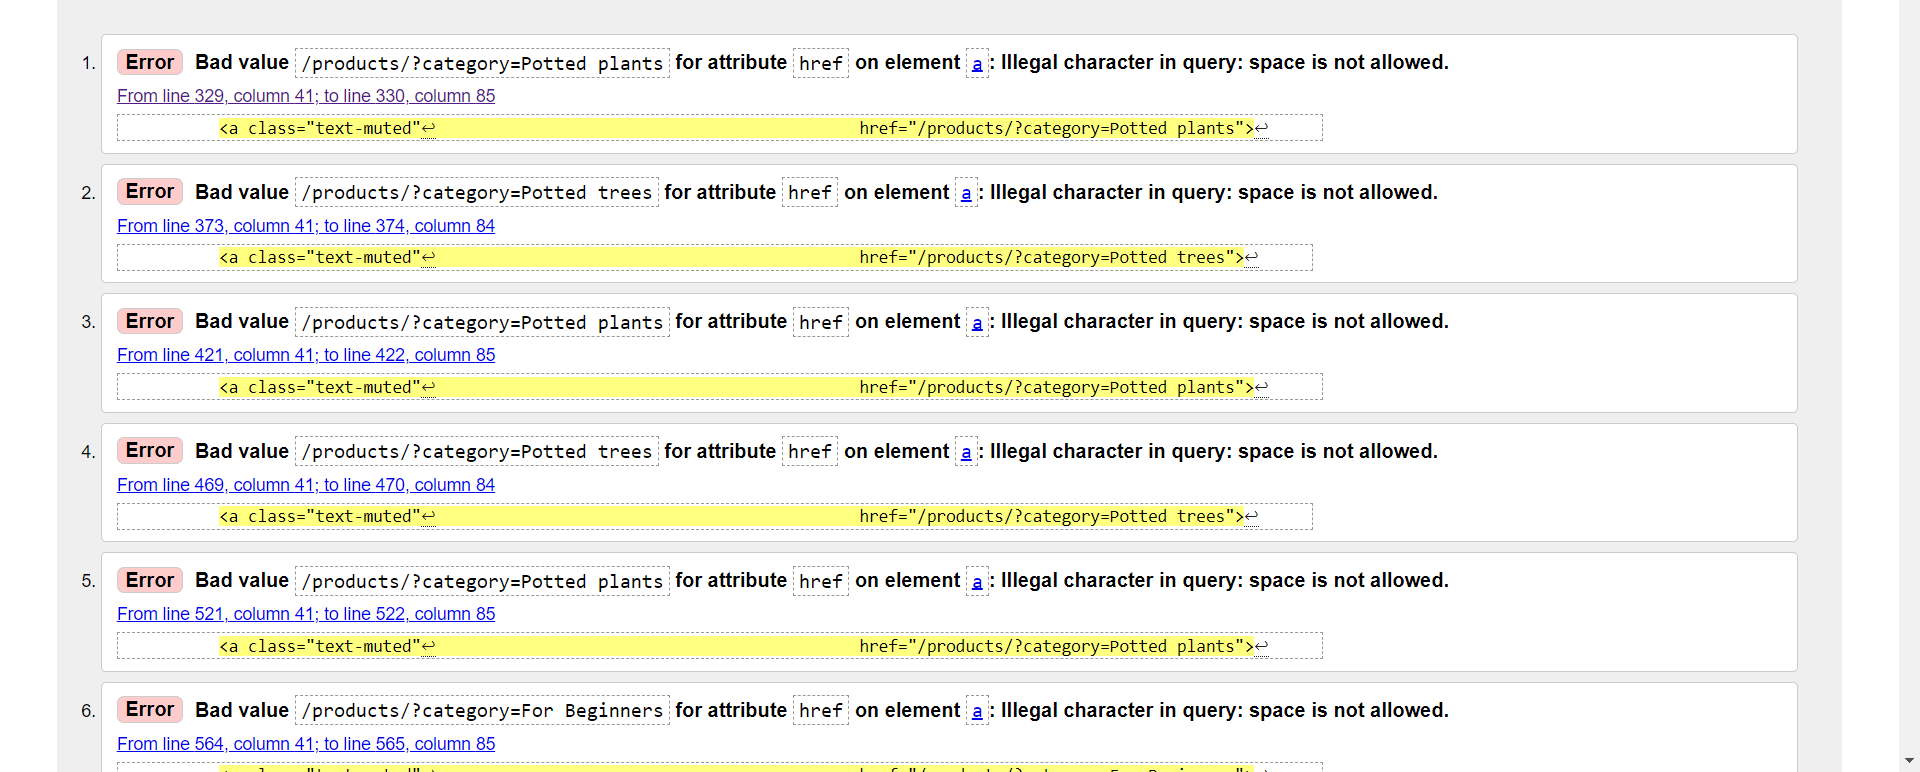 1. Error Bad value /products/?category=Potted plants for attribute href on element a: Illegal character in query: space is not allowed.
From line 329, column 41; to line 330, column 85
<a class="text-muted"↩ href="/products/?category=Potted plants">↩
2. Error Bad value /products/?category=Potted trees for attribute href on element a: Illegal character in query: space is not allowed.
From line 373, column 41; to line 374, column 84
<a class="text-muted"↩ href="/products/?category=Potted trees">↩
3. Error Bad value /products/?category=Potted plants for attribute href on element a: Illegal character in query: space is not allowed.
From line 421, column 41; to line 422, column 85
<a class="text-muted"↩ href="/products/?category=Potted plants">↩
4. Error Bad value /products/?category=Potted trees for attribute href on element a: Illegal character in query: space is not allowed.
From line 469, column 41; to line 470, column 84
<a class="text-muted"↩ href="/products/?category=Potted trees">↩
5. Error Bad value /products/?category=Potted plants for attribute href on element a: Illegal character in query: space is not allowed.
From line 521, column 41; to line 522, column 85
<a class="text-muted"↩ href="/products/?category=Potted plants">↩
6. Error Bad value /products/?category=For Beginners for attribute href on element a: Illegal character in query: space is not allowed.
From line 564, column 41; to line 565, column 85